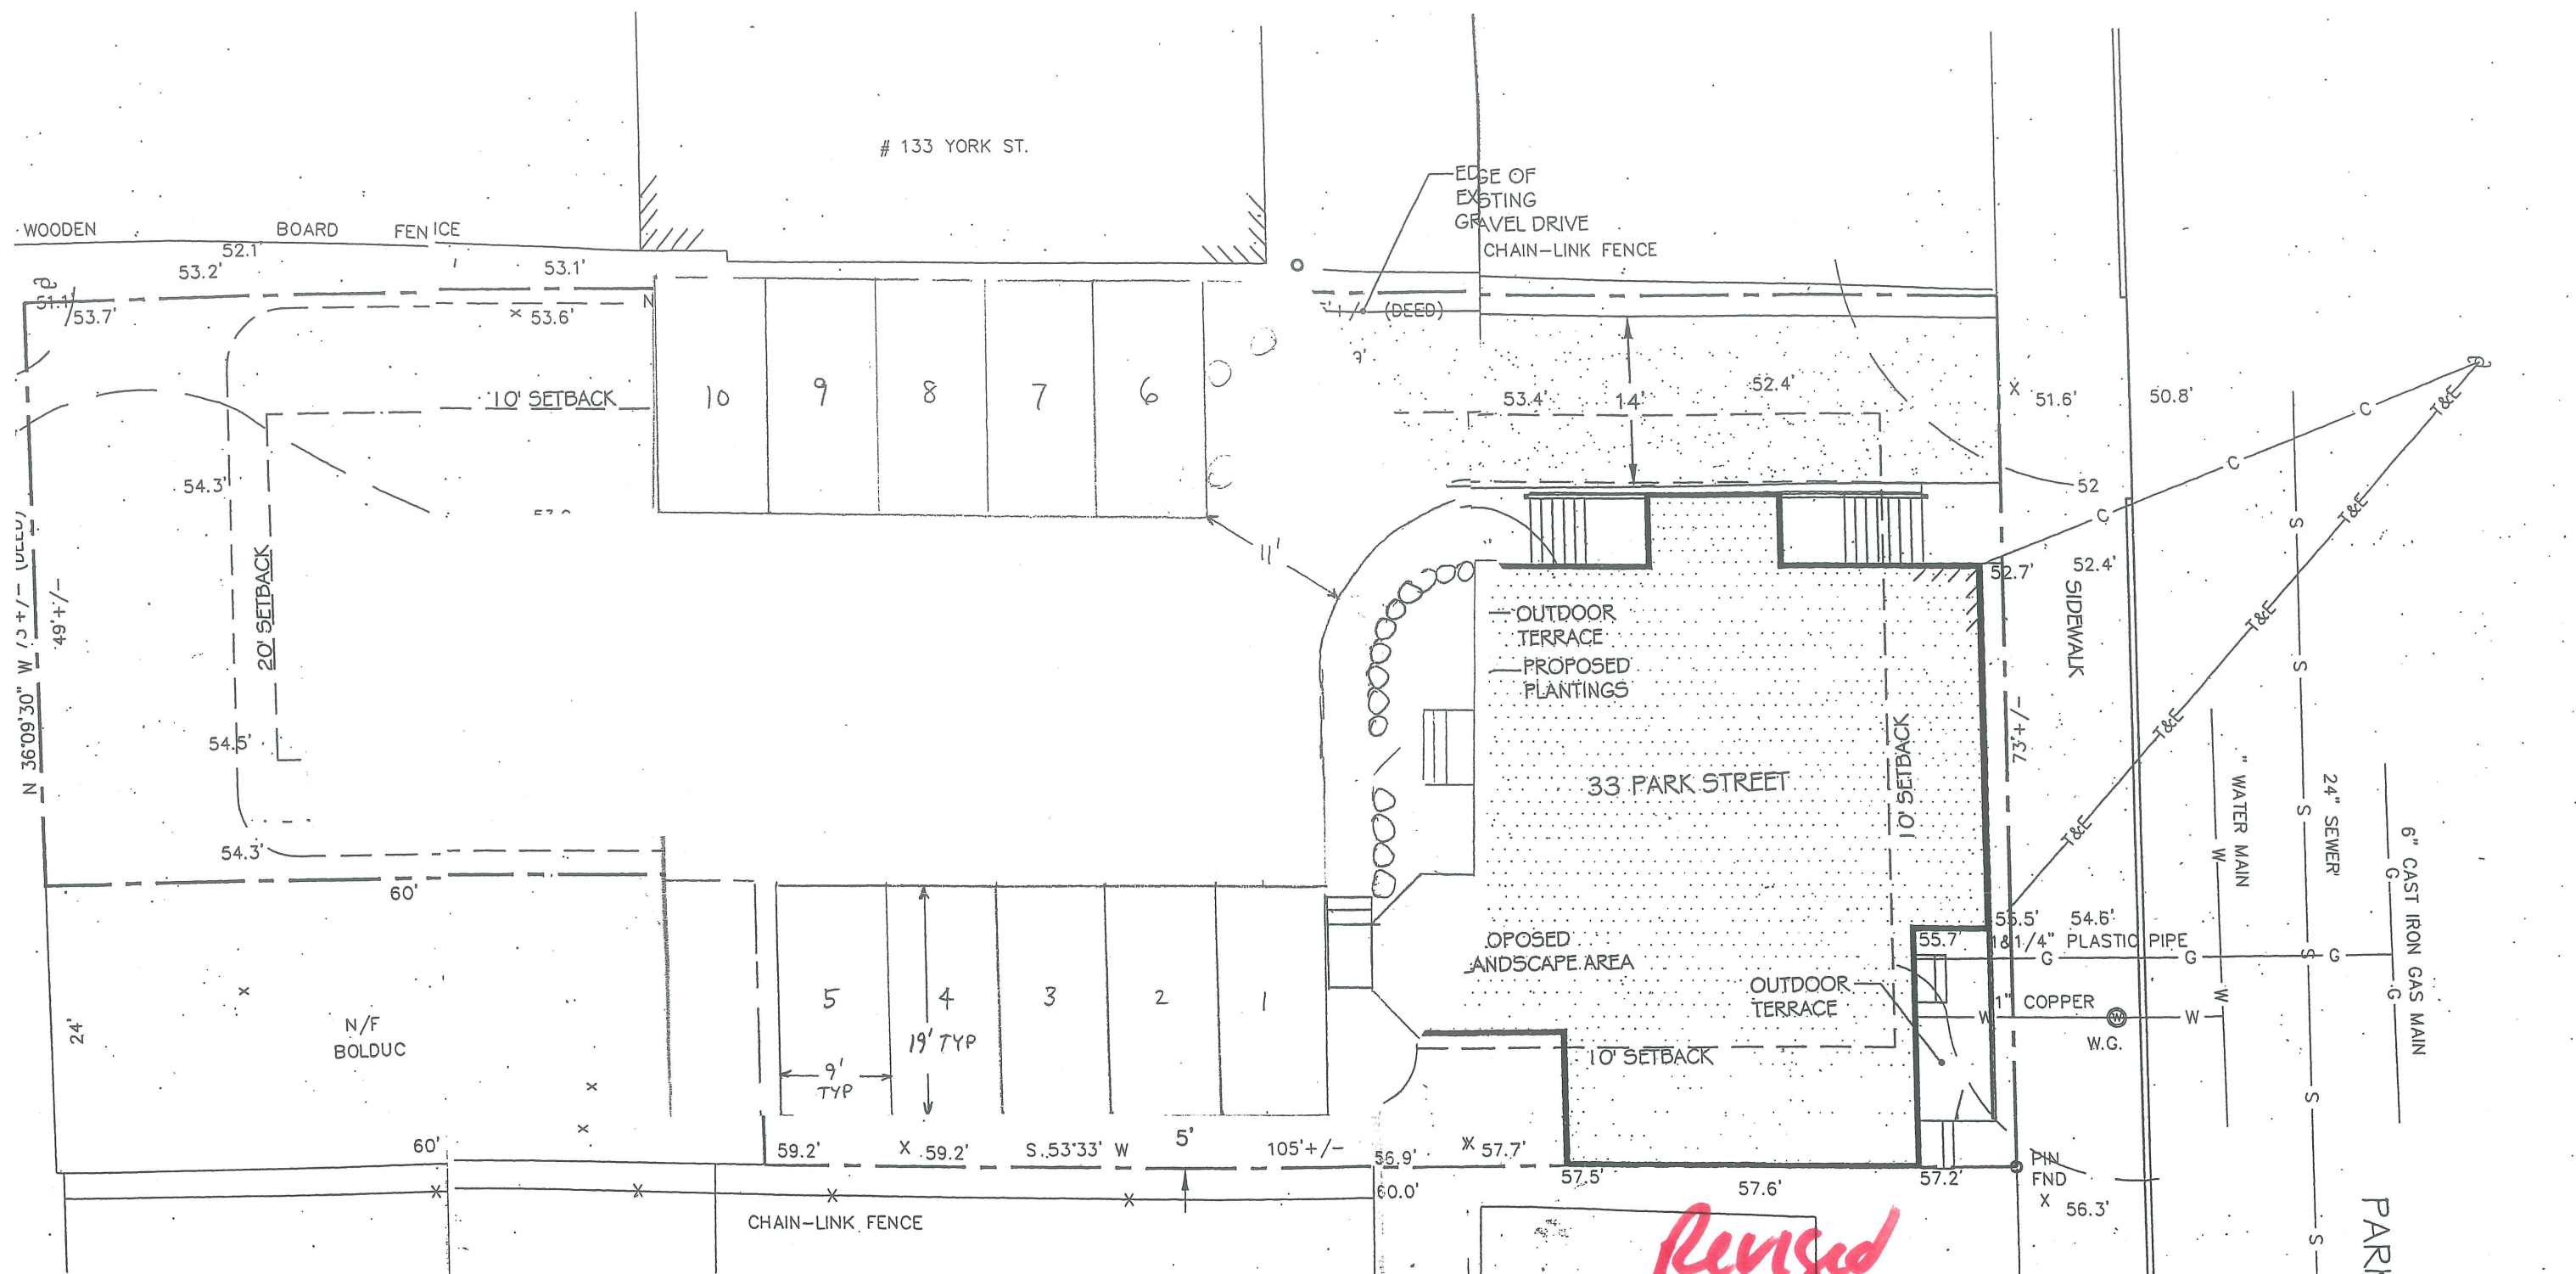 # 133 YORK ST.
EDGE OF
EXSTING
GRAVEL DRIVE
CHAIN-LINK FENCE
WOODEN BOARD FENCE
52.1'
53.2'
53.1'
53.7'
N
x 53.6'
(DEED)
10' SETBACK
10
9
8
7
6
53.4'
14'
52.4'
X 51.6'
50.8'
C
T&E
C
54.3'
52
C
S
T&E
11'
52.7'
52.4'
N 36°09'30" W
49'+/-
20' SETBACK
OUTDOOR
TERRACE
PROPOSED
PLANTINGS
SIDEWALK
T&E
S
54.5'
33 PARK STREET
10' SETBACK
73'+/-
T&E
" WATER MAIN
W
24" SEWER
S
6" CAST IRON GAS MAIN
G
T&E
54.3'
60'
55.5'
54.6'
OPOSED
ANDSCAPE AREA
55.7'
1&1/4" PLASTIC PIPE
G
G
S
G
OUTDOOR
TERRACE
1" COPPER
W
W
W
W
G
W.G.
24'
N/F
BOLDUC
5
4
3
2
1
19' TYP
9'
TYP
10' SETBACK
S
60'
59.2'
X 59.2'
S 53°33' W
5'
105'+/-
56.9'
57.7'
57.5'
57.6'
57.2'
PIN
FND
X 56.3'
60.0'
X
X
X
X
CHAIN-LINK FENCE
S
Revised